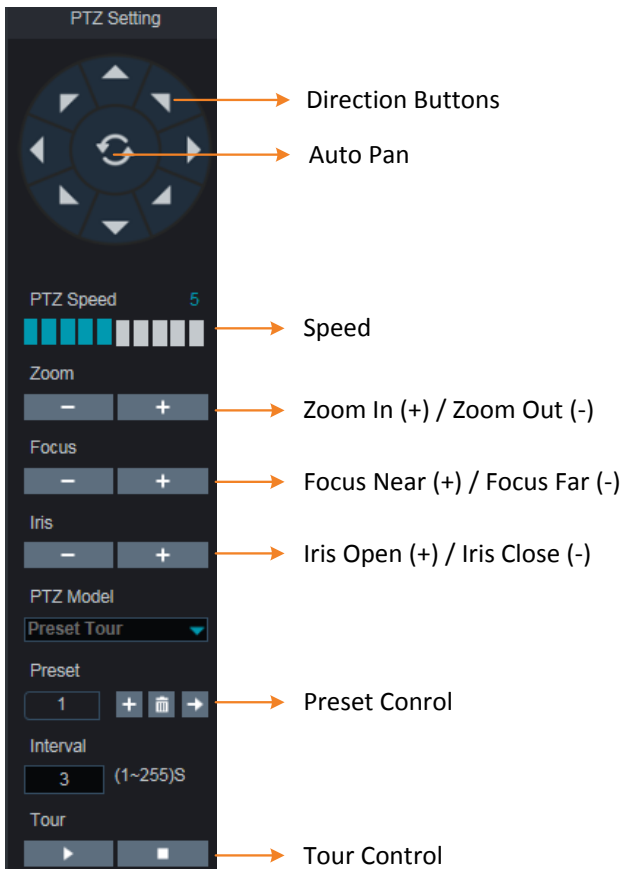 PTZ Setting
Direction Buttons
Auto Pan
PTZ Speed 5
Speed
Zoom
− +
Zoom In (+) / Zoom Out (-)
Focus
− +
Focus Near (+) / Focus Far (-)
Iris
− +
Iris Open (+) / Iris Close (-)
PTZ Model
Preset Tour
Preset
1 +
Preset Conrol
Interval
3 (1~255)S
Tour
Tour Control